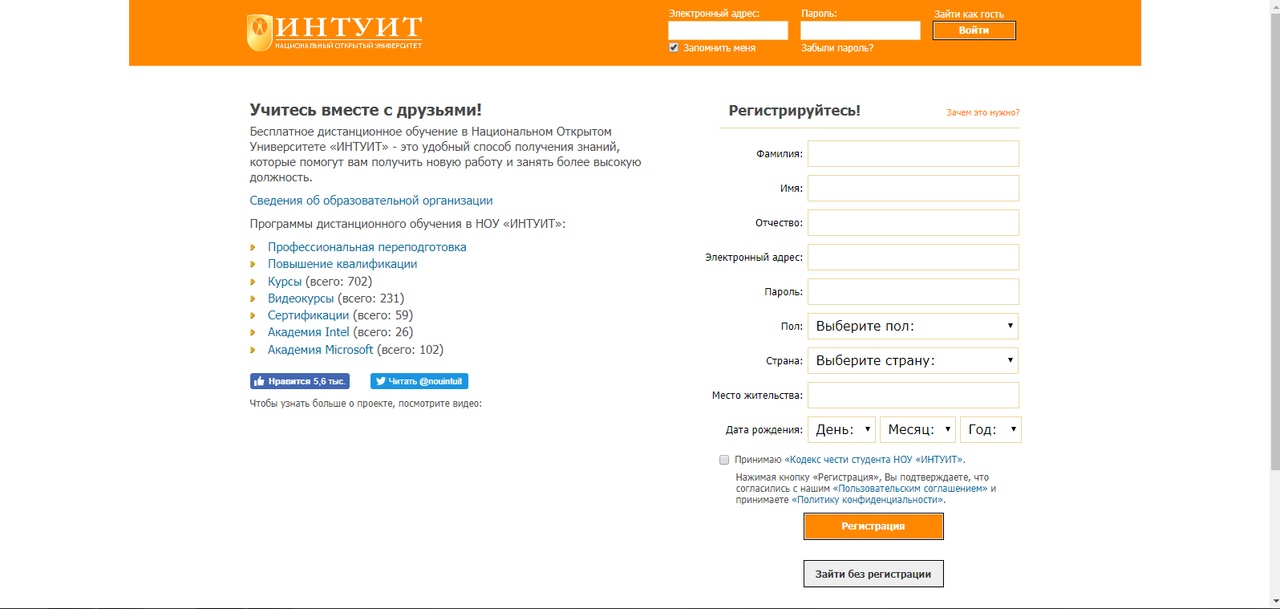 ИНТУИТ
НАЦИОНАЛЬНЫЙ ОТКРЫТЫЙ УНИВЕРСИТЕТ
Электронный адрес:
Пароль:
Зайти как гость
Войти
Запомнить меня
Забыли пароль?
Учитесь вместе с друзьями!
Бесплатное дистанционное обучение в Национальном Открытом
Университете «ИНТУИТ» - это удобный способ получения знаний,
которые помогут вам получить новую работу и занять более высокую
должность.
Сведения об образовательной организации
Программы дистанционного обучения в НОУ «ИНТУИТ»:
Профессиональная переподготовка
Повышение квалификации
Курсы (всего: 702)
Видеокурсы (всего: 231)
Сертификации (всего: 59)
Академия Intel (всего: 26)
Академия Microsoft (всего: 102)
Нравится 5,6 тыс.
Читать @nouintuit
Чтобы узнать больше о проекте, посмотрите видео:
Регистрируйтесь!
Зачем это нужно?
Фамилия:
Имя:
Отчество:
Электронный адрес:
Пароль:
Пол: Выберите пол:
Страна: Выберите страну:
Место жительства:
Дата рождения: День: Месяц: Год:
Принимаю «Кодекс чести студента НОУ «ИНТУИТ».
Нажимая кнопку «Регистрация», Вы подтверждаете, что
согласились с нашим «Пользовательским соглашением» и
принимаете «Политику конфиденциальности».
Регистрация
Зайти без регистрации